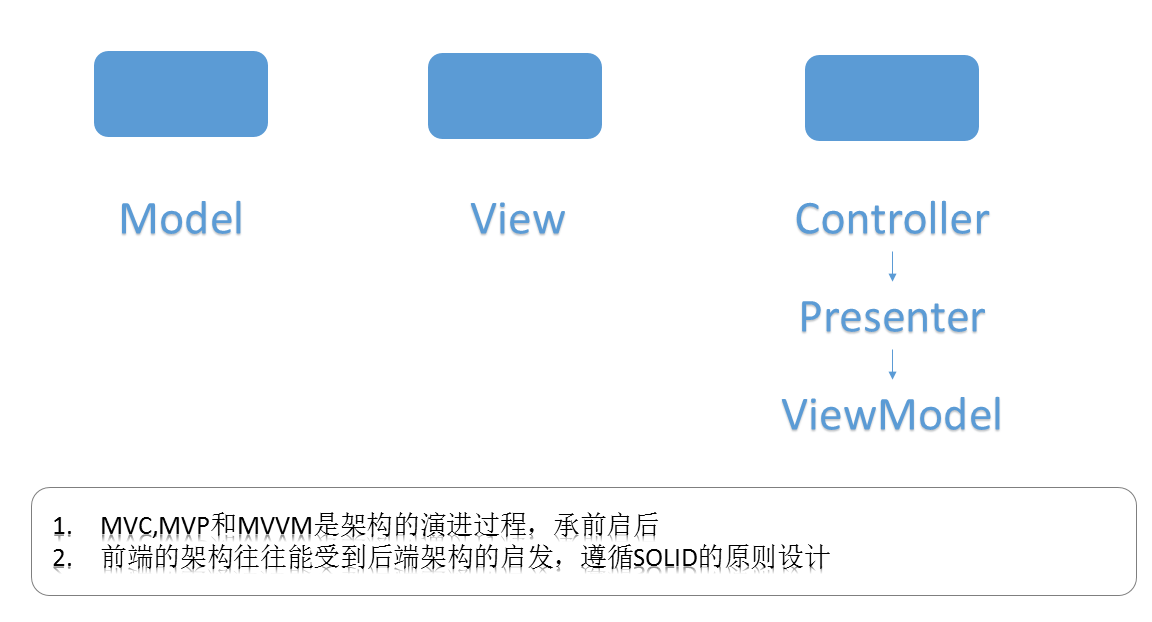 Model
View
Controller
Presenter
ViewModel
1. MVC,MVP和MVVM是架构的演进过程，承前启后
2. 前端的架构往往能受到后端架构的启发，遵循SOLID的原则设计